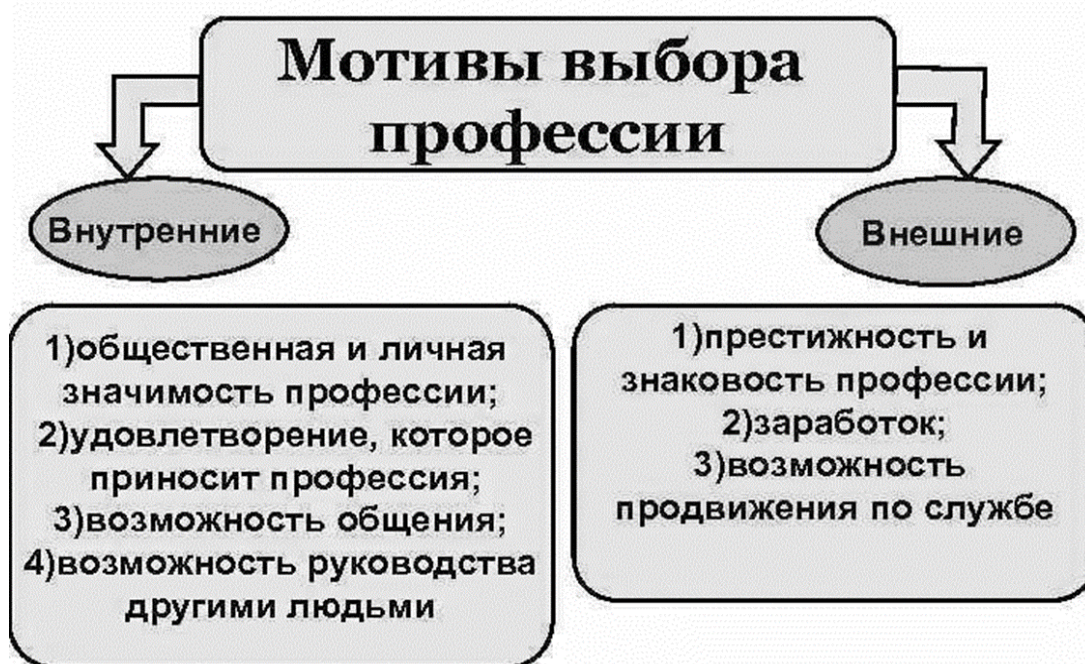 Мотивы выбора
профессии
Внутренние
Внешние
1)общественная и личная
значимость профессии;
2)удовлетворение, которое
приносит профессия;
3)возможность общения;
4)возможность руководства
другими людьми
1)престижность и
знаковость профессии;
2)заработок;
3)возможность
продвижения по службе